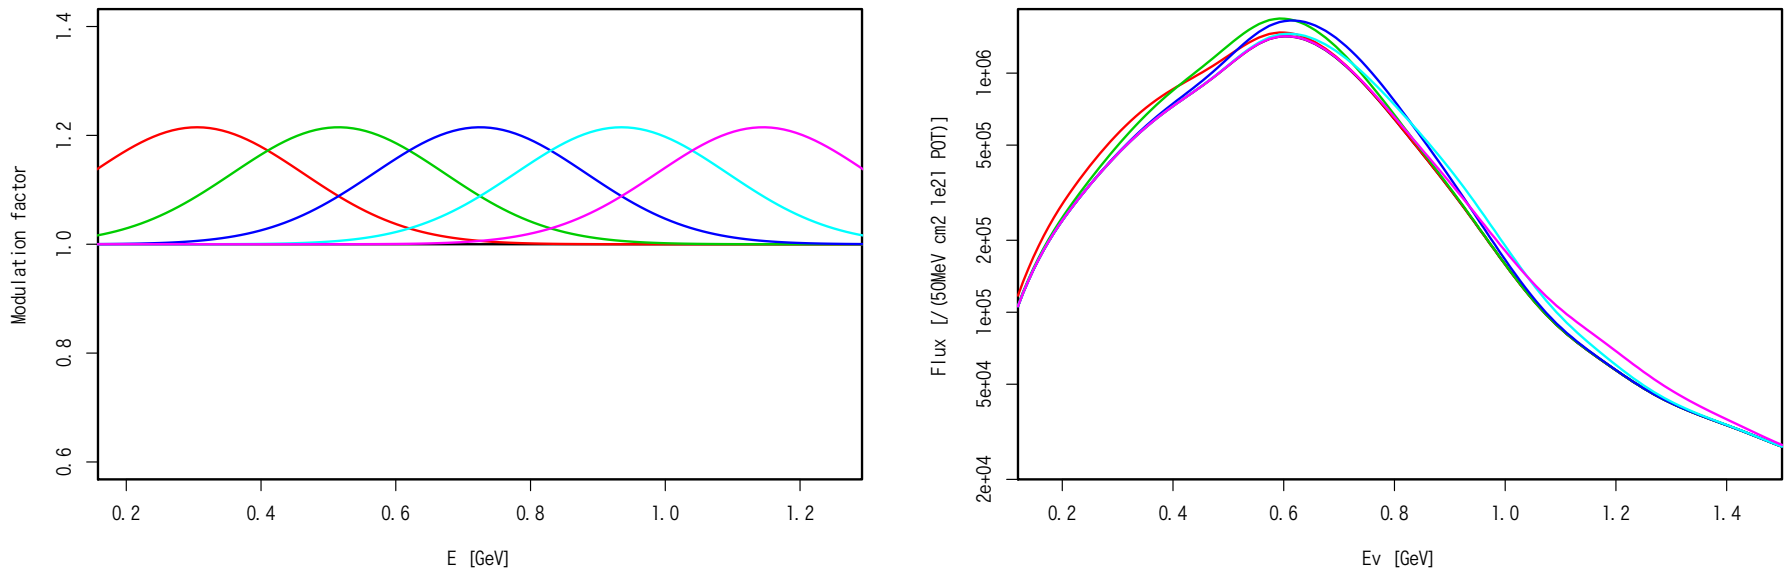 Modulation factor
1.4
1.2
1.0
0.8
0.6
0.2 0.4 0.6 0.8 1.0 1.2
E [GeV]
Flux [/(50MeV cm2 1e21 POT)]
1e+06
5e+05
2e+05
1e+05
5e+04
2e+04
0.2 0.4 0.6 0.8 1.0 1.2 1.4
Eν [GeV]